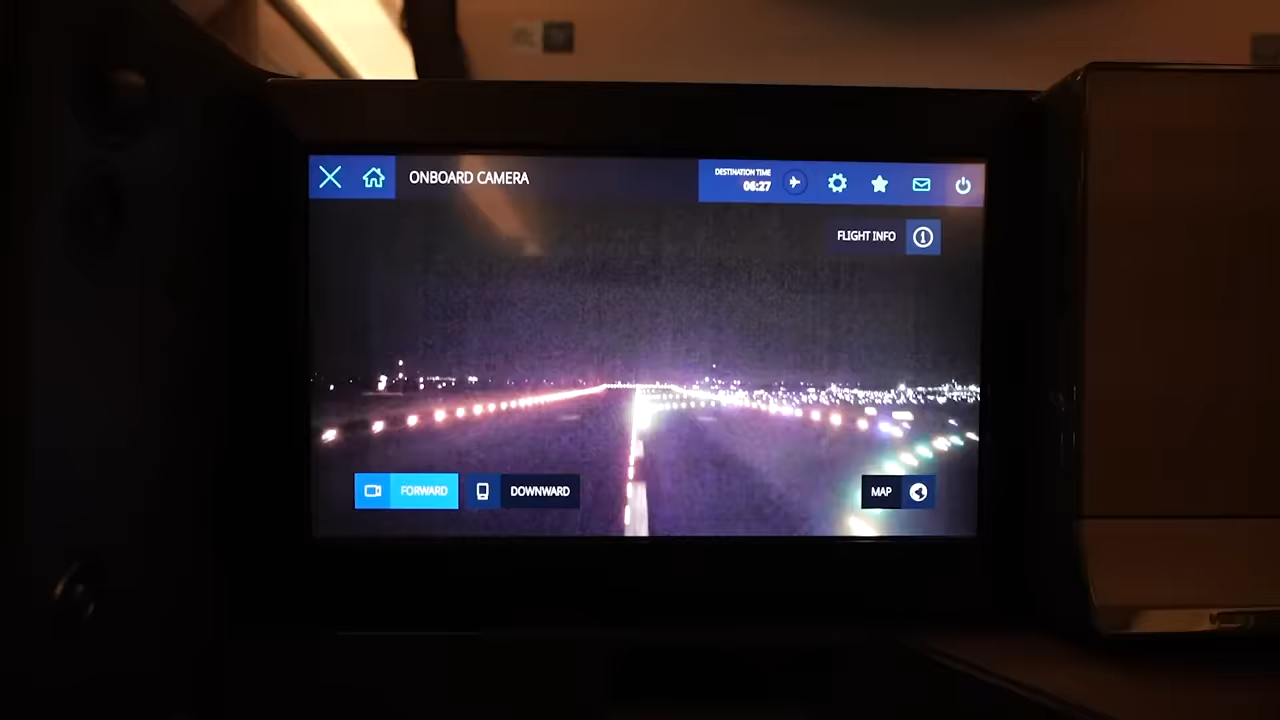 ONBOARD CAMERA
DESTINATION TIME
06:27
FLIGHT INFO
FORWARD
DOWNWARD
MAP